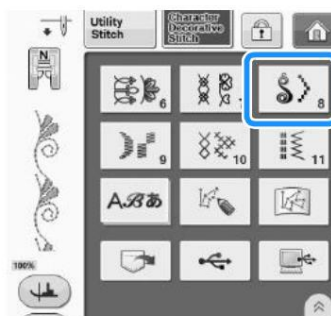 Utility
Stitch
Character
Decorative
Stitch
N
6
7
8
9
10
11
ABあ
100%